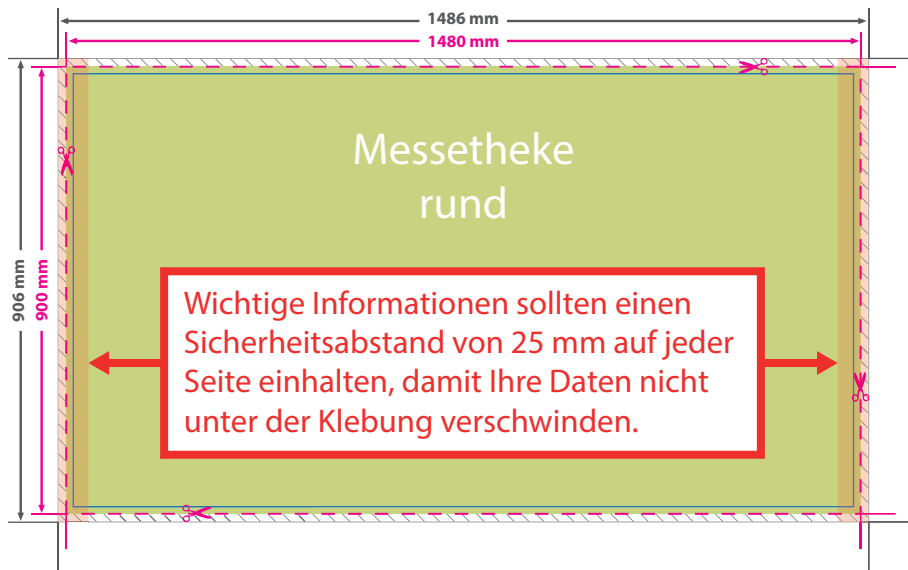 1486 mm
1480 mm
906 mm
900 mm
Messetheke
rund
Wichtige Informationen sollten einen
Sicherheitsabstand von 25 mm auf jeder
Seite einhalten, damit Ihre Daten nicht
unter der Klebung verschwinden.